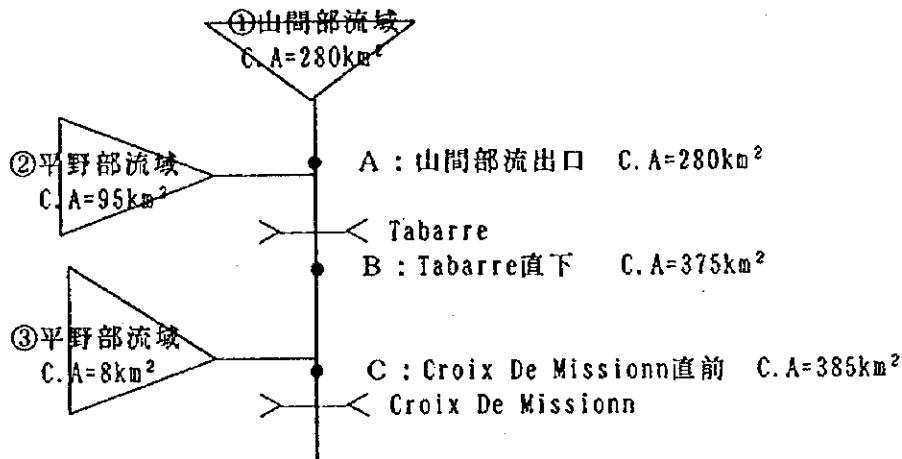 ①山間部流域
C.A=280km²
②平野部流域
C.A=95km²
A：山間部流出口 C.A=280km²
Tabarre
B：Tabarre直下 C.A=375km²
③平野部流域
C.A=8km²
C：Croix De Missionn直前 C.A=385km²
Croix De Missionn